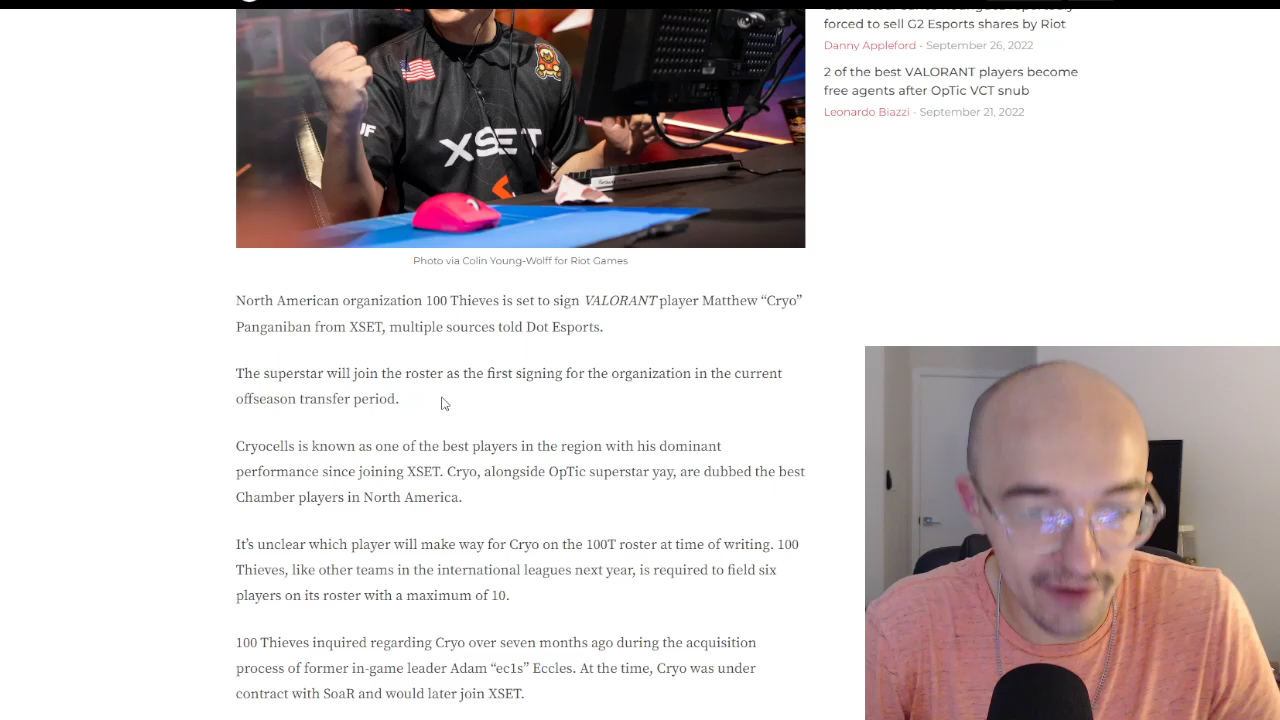 forced to sell G2 Esports shares by Riot
Danny Appleford - September 26, 2022
2 of the best VALORANT players become
free agents after OpTic VCT snub
Leonardo Biazzi - September 21, 2022
XSET
Photo via Colin Young-Wolff for Riot Games
North American organization 100 Thieves is set to sign VALORANT player Matthew “Cryo”
Panganiban from XSET, multiple sources told Dot Esports.
The superstar will join the roster as the first signing for the organization in the current
offseason transfer period.
Cryocells is known as one of the best players in the region with his dominant
performance since joining XSET. Cryo, alongside OpTic superstar yay, are dubbed the best
Chamber players in North America.
It’s unclear which player will make way for Cryo on the 100T roster at time of writing. 100
Thieves, like other teams in the international leagues next year, is required to field six
players on its roster with a maximum of 10.
100 Thieves inquired regarding Cryo over seven months ago during the acquisition
process of former in-game leader Adam “ec1s” Eccles. At the time, Cryo was under
contract with SoaR and would later join XSET.